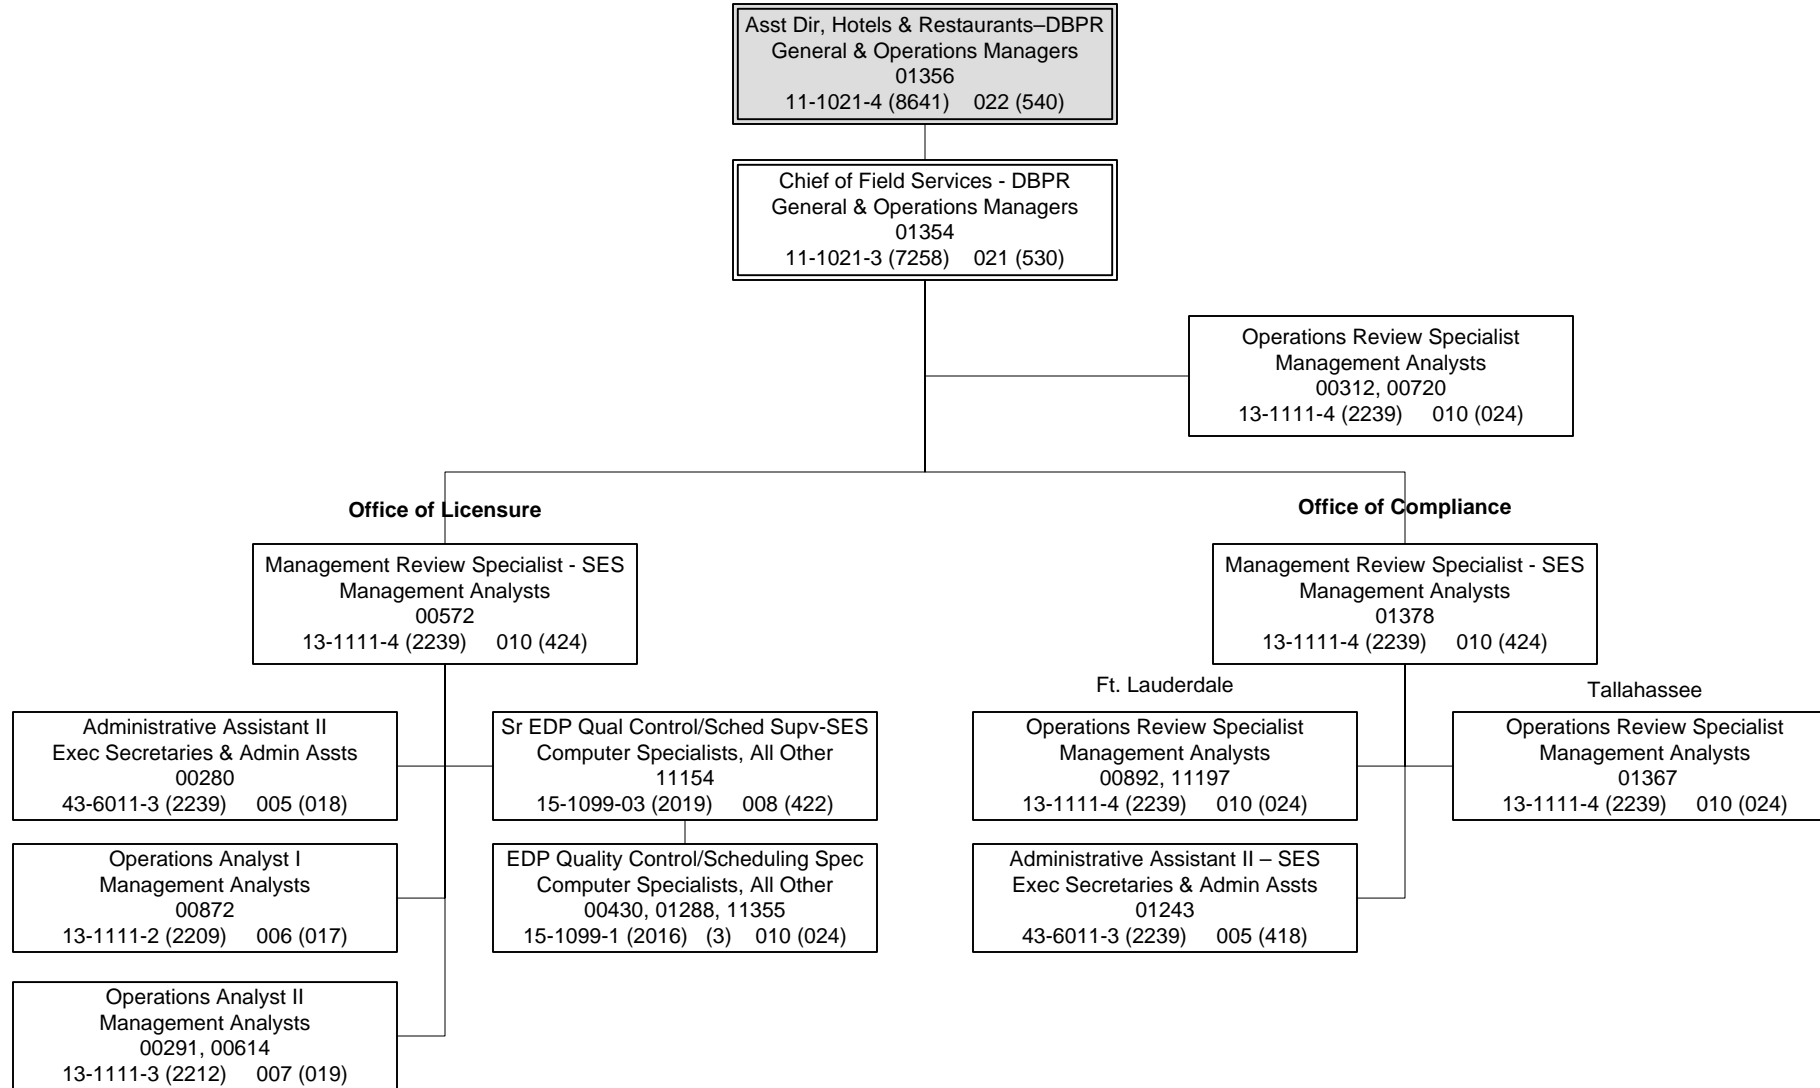 Asst Dir, Hotels & Restaurants–DBPR
General & Operations Managers
01356
11-1021-4 (8641) 022 (540)
Chief of Field Services - DBPR
General & Operations Managers
01354
11-1021-3 (7258) 021 (530)
Operations Review Specialist
Management Analysts
00312, 00720
13-1111-4 (2239) 010 (024)
Office of Licensure
Management Review Specialist - SES
Management Analysts
00572
13-1111-4 (2239) 010 (424)
Administrative Assistant II
Exec Secretaries & Admin Assts
00280
43-6011-3 (2239) 005 (018)
Sr EDP Qual Control/Sched Supv-SES
Computer Specialists, All Other
11154
15-1099-03 (2019) 008 (422)
Operations Analyst I
Management Analysts
00872
13-1111-2 (2209) 006 (017)
EDP Quality Control/Scheduling Spec
Computer Specialists, All Other
00430, 01288, 11355
15-1099-1 (2016) (3) 010 (024)
Operations Analyst II
Management Analysts
00291, 00614
13-1111-3 (2212) 007 (019)
Office of Compliance
Management Review Specialist - SES
Management Analysts
01378
13-1111-4 (2239) 010 (424)
Ft. Lauderdale
Operations Review Specialist
Management Analysts
00892, 11197
13-1111-4 (2239) 010 (024)
Tallahassee
Operations Review Specialist
Management Analysts
01367
13-1111-4 (2239) 010 (024)
Administrative Assistant II – SES
Exec Secretaries & Admin Assts
01243
43-6011-3 (2239) 005 (418)